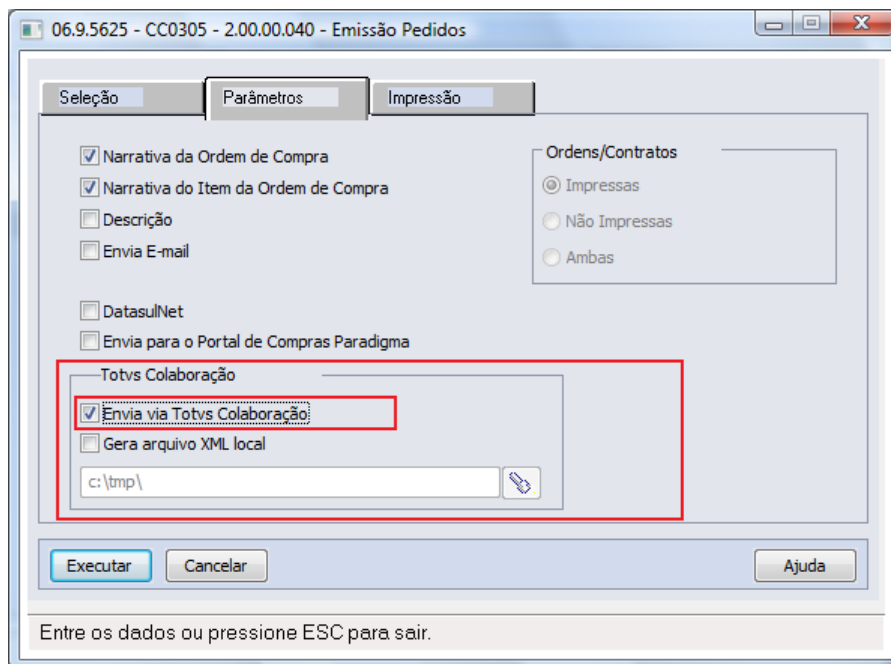 06.9.5625 - CC0305 - 2.00.00.040 - Emissão Pedidos
Seleção
Parâmetros
Impressão
Narrativa da Ordem de Compra
Narrativa do Item da Ordem de Compra
Descrição
Envia E-mail
Ordens/Contratos
Impressas
Não Impressas
Ambas
DatasulNet
Envia para o Portal de Compras Paradigma
Totvs Colaboração
Envia via Totvs Colaboração
Gera arquivo XML local
c:\tmp\
Executar
Cancelar
Ajuda
Entre os dados ou pressione ESC para sair.